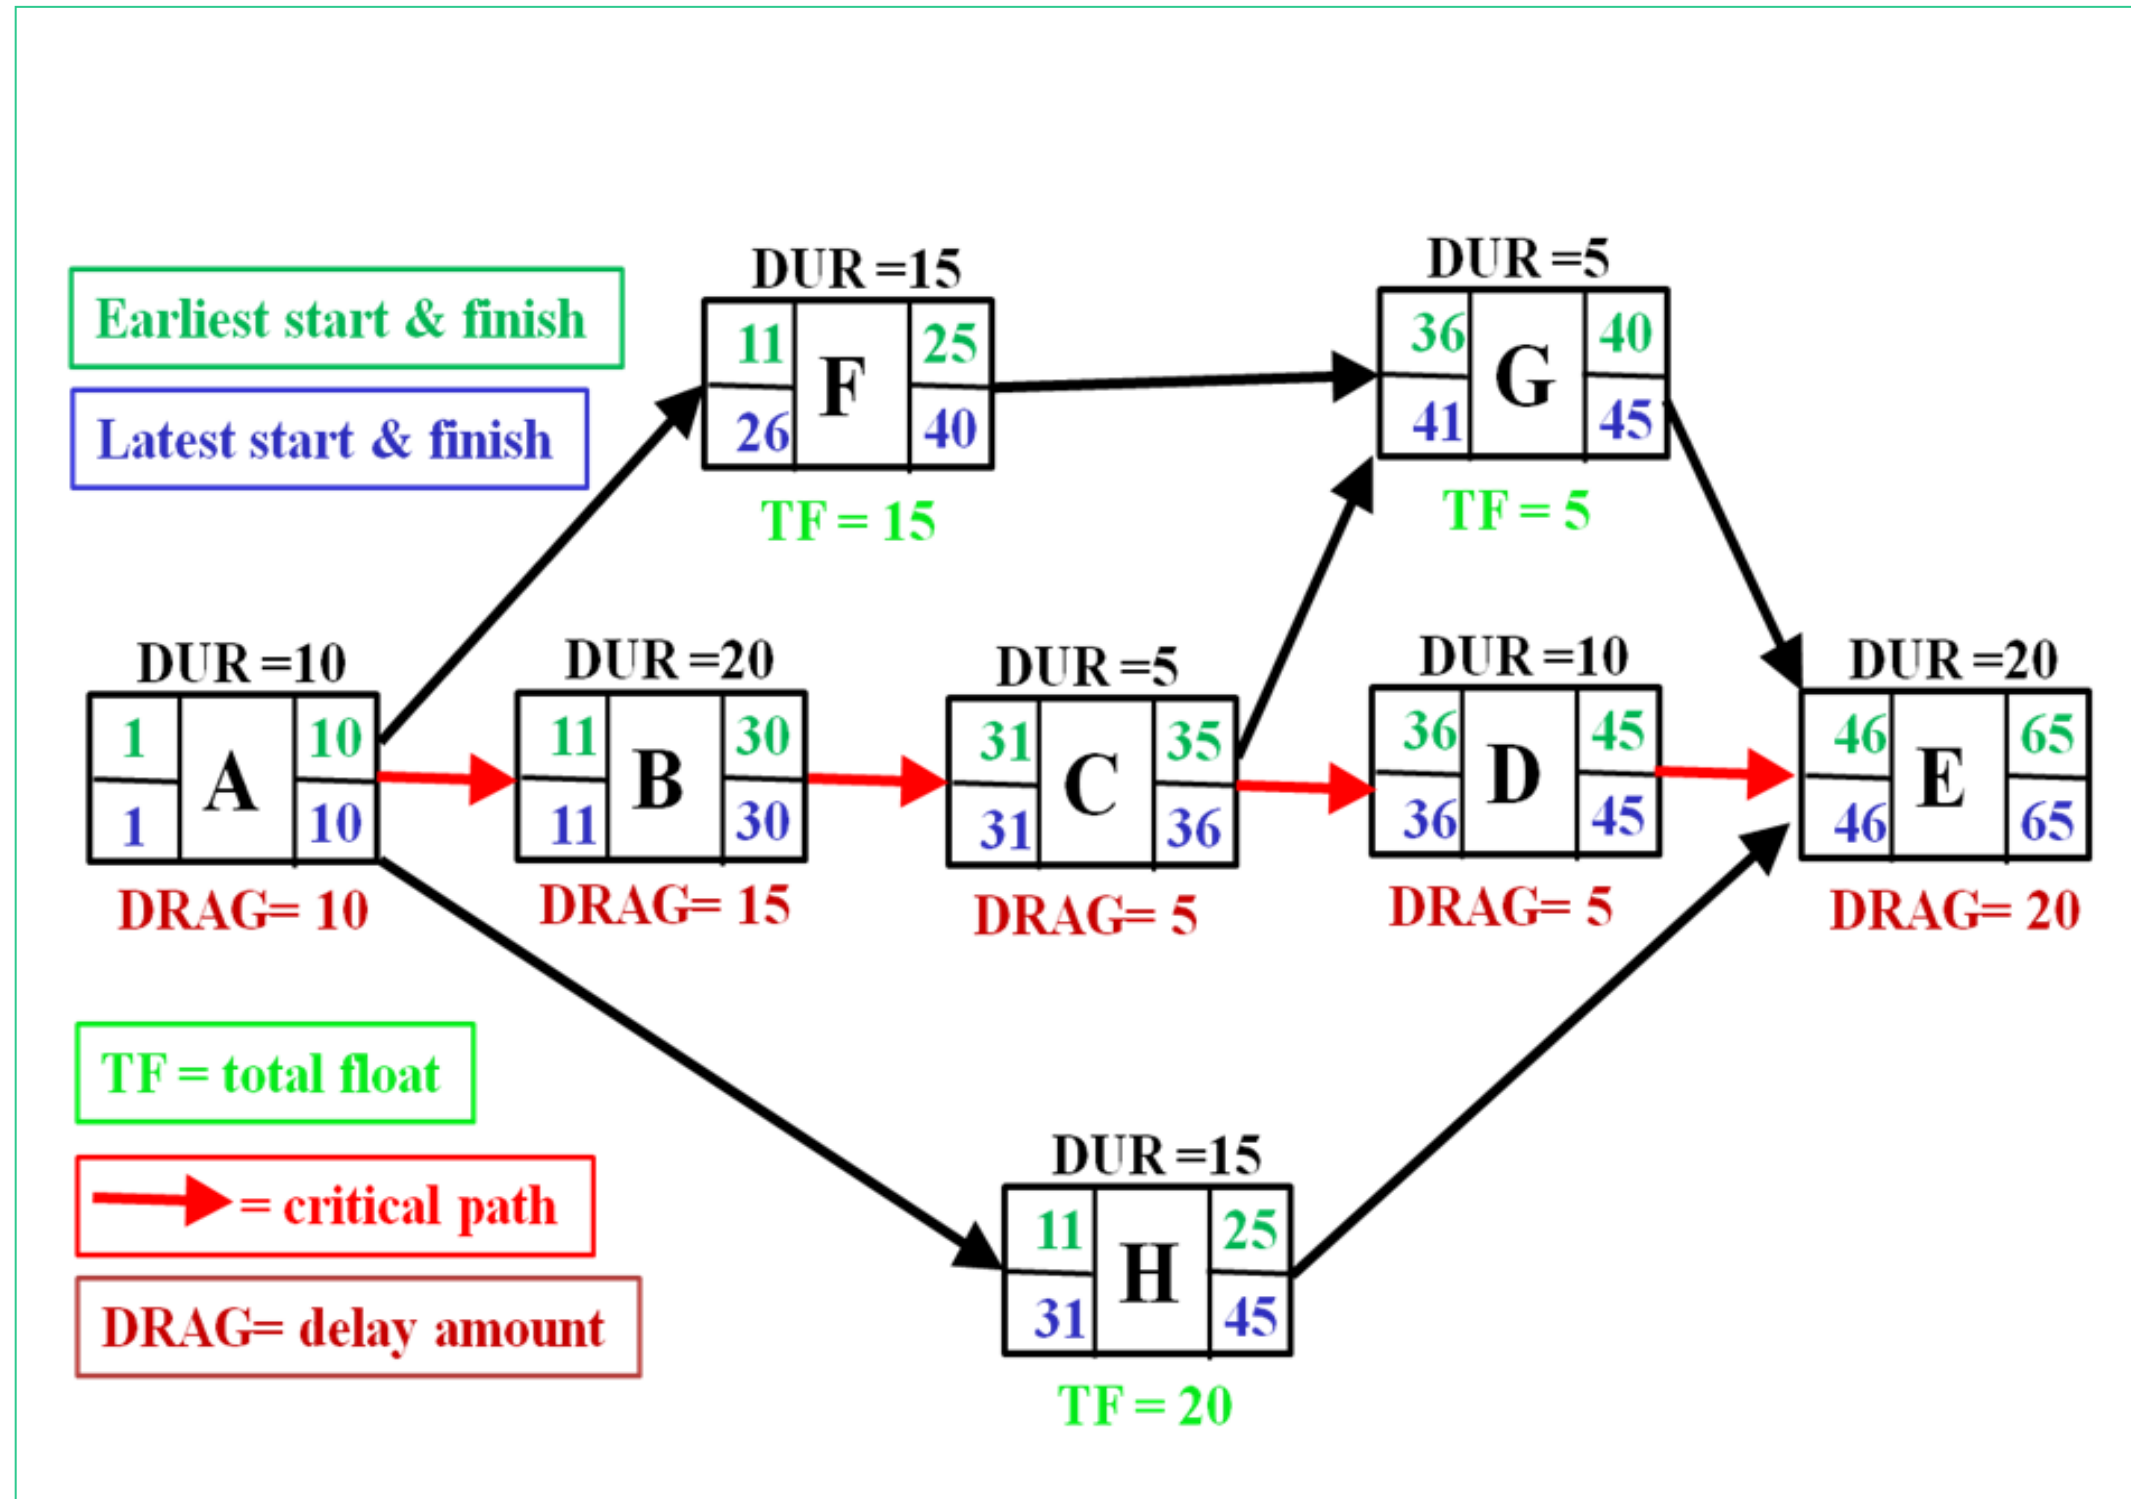 Earliest start & finish
Latest start & finish
DUR =15
11 F 25
26 40
TF = 15
DUR =5
36 G 40
41 45
TF = 5
DUR =10
1 A 10
1 10
DRAG= 10
DUR =20
11 B 30
11 30
DRAG= 15
DUR =5
31 C 35
31 36
DRAG= 5
DUR =10
36 D 45
36 45
DRAG= 5
DUR =20
46 E 65
46 65
DRAG= 20
TF = total float
= critical path
DRAG= delay amount
DUR =15
11 H 25
31 45
TF = 20